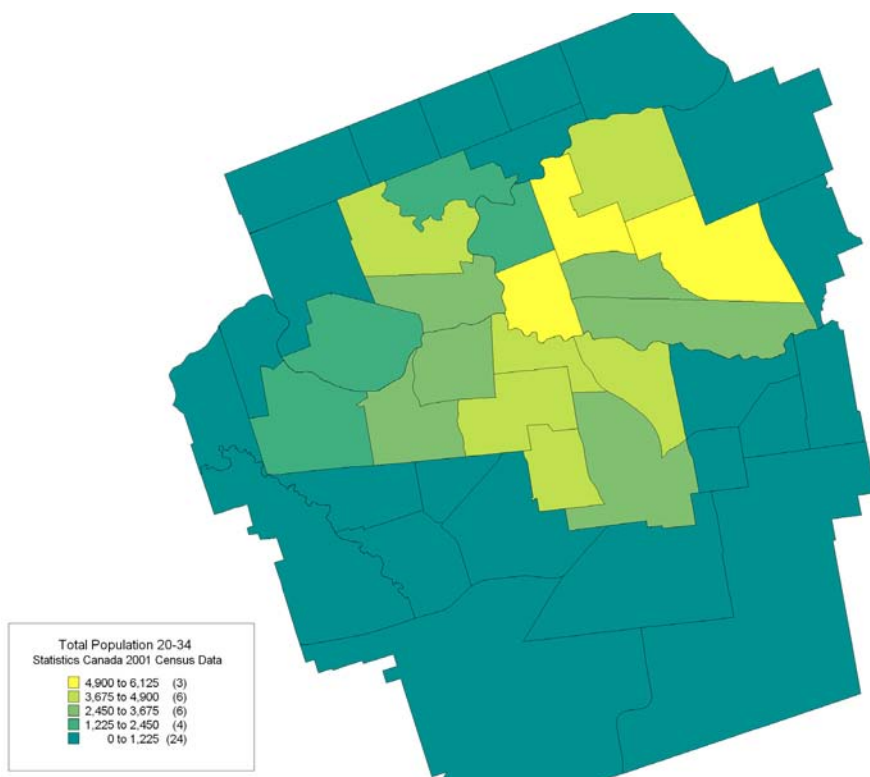 Total Population 20-34
Statistics Canada 2001 Census Data
4,900 to 6,125 (3)
3,675 to 4,900 (6)
2,450 to 3,675 (6)
1,225 to 2,450 (4)
0 to 1,225 (24)